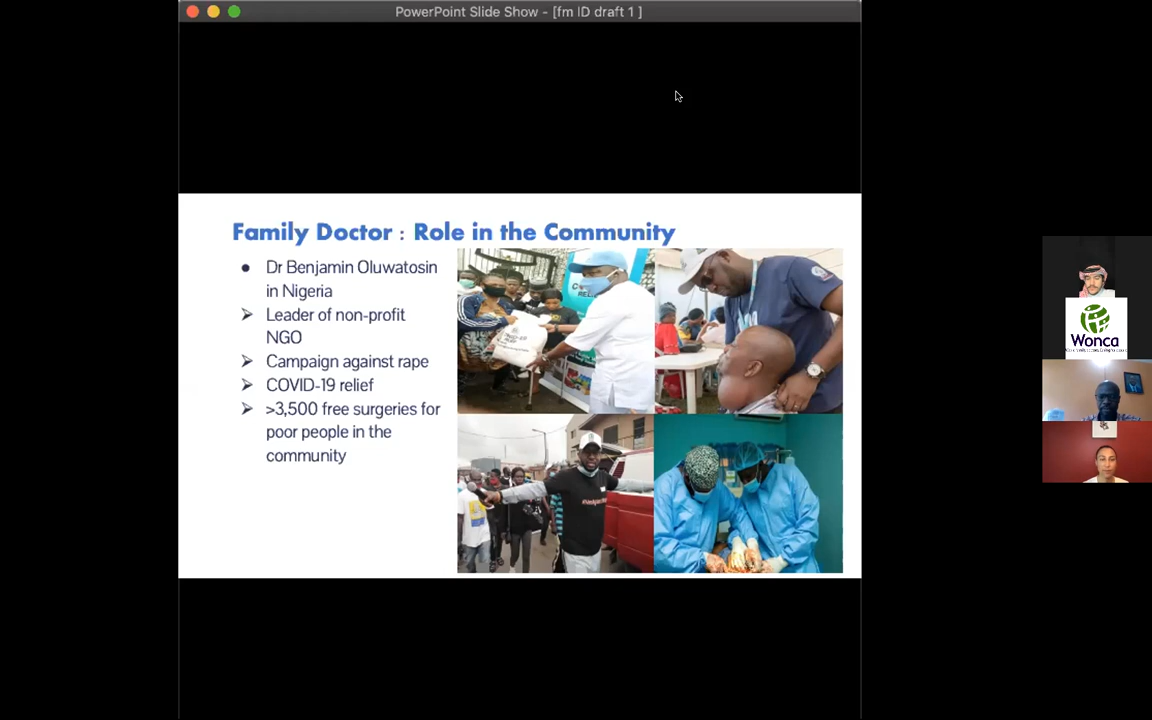 PowerPoint Slide Show - [fm ID draft 1 ]
Family Doctor : Role in the Community
● Dr Benjamin Oluwatosin
in Nigeria
➢ Leader of non-profit
NGO
➢ Campaign against rape
➢ COVID-19 relief
➢ >3,500 free surgeries for
poor people in the
community
Wonca